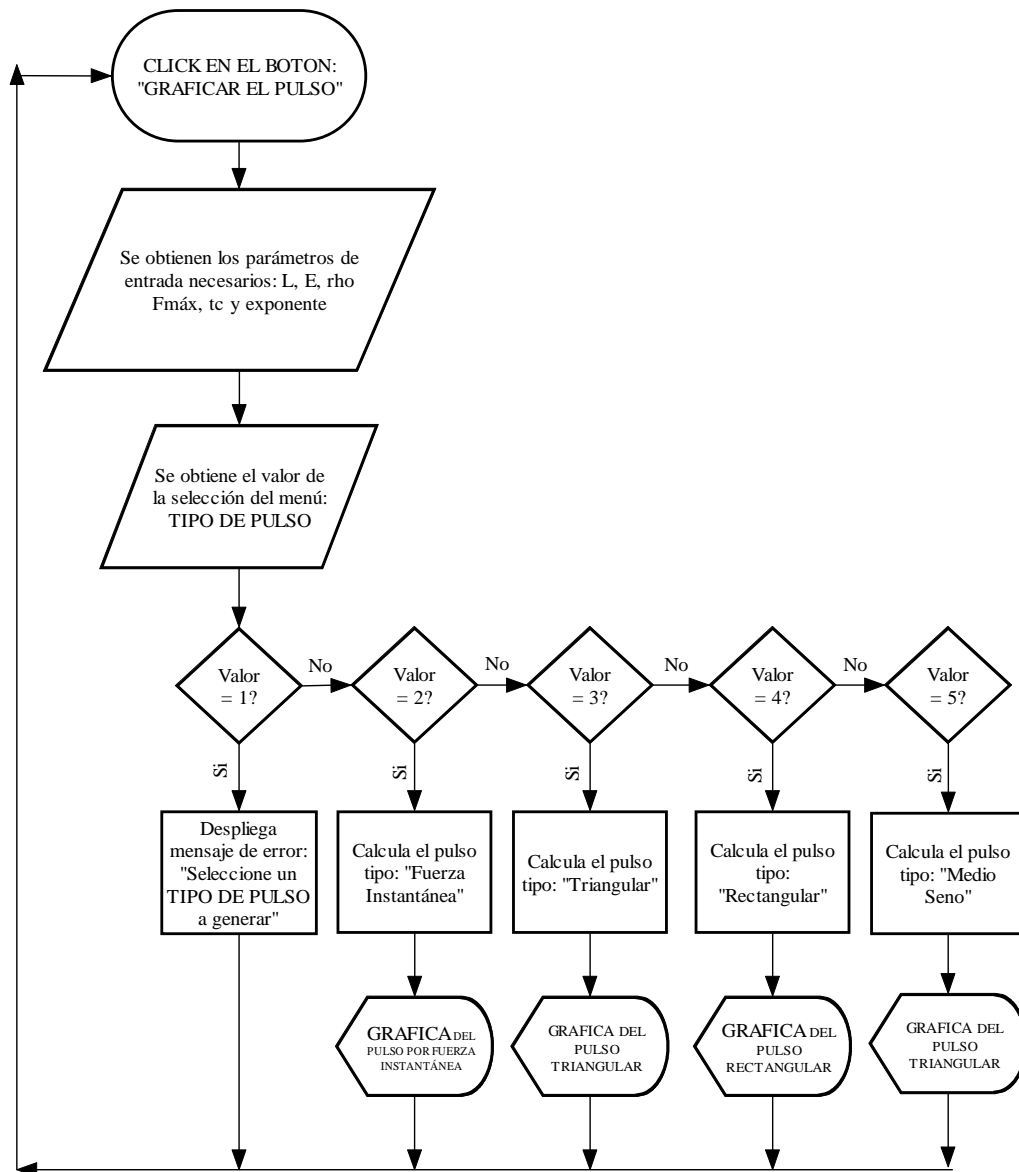 CLICK EN EL BOTON:
"GRAFICAR EL PULSO"
Se obtienen los parámetros de
entrada necesarios: L, E, rho
Fmáx, tc y exponente
Se obtiene el valor de
la selección del menú:
TIPO DE PULSO
Valor
= 1?
No
Valor
= 2?
No
Valor
= 3?
No
Valor
= 4?
No
Valor
= 5?
Si
Si
Si
Si
Si
Despliega
mensaje de error:
"Seleccione un
TIPO DE PULSO
a generar"
Calcula el pulso
tipo: "Fuerza
Instantánea"
Calcula el pulso
tipo: "Triangular"
Calcula el pulso
tipo:
"Rectangular"
Calcula el pulso
tipo: "Medio
Seno"
GRAFICA DEL
PULSO POR FUERZA
INSTANTÁNEA
GRAFICA DEL
PULSO
TRIANGULAR
GRAFICA DEL
PULSO
RECTANGULAR
GRAFICA DEL
PULSO
TRIANGULAR